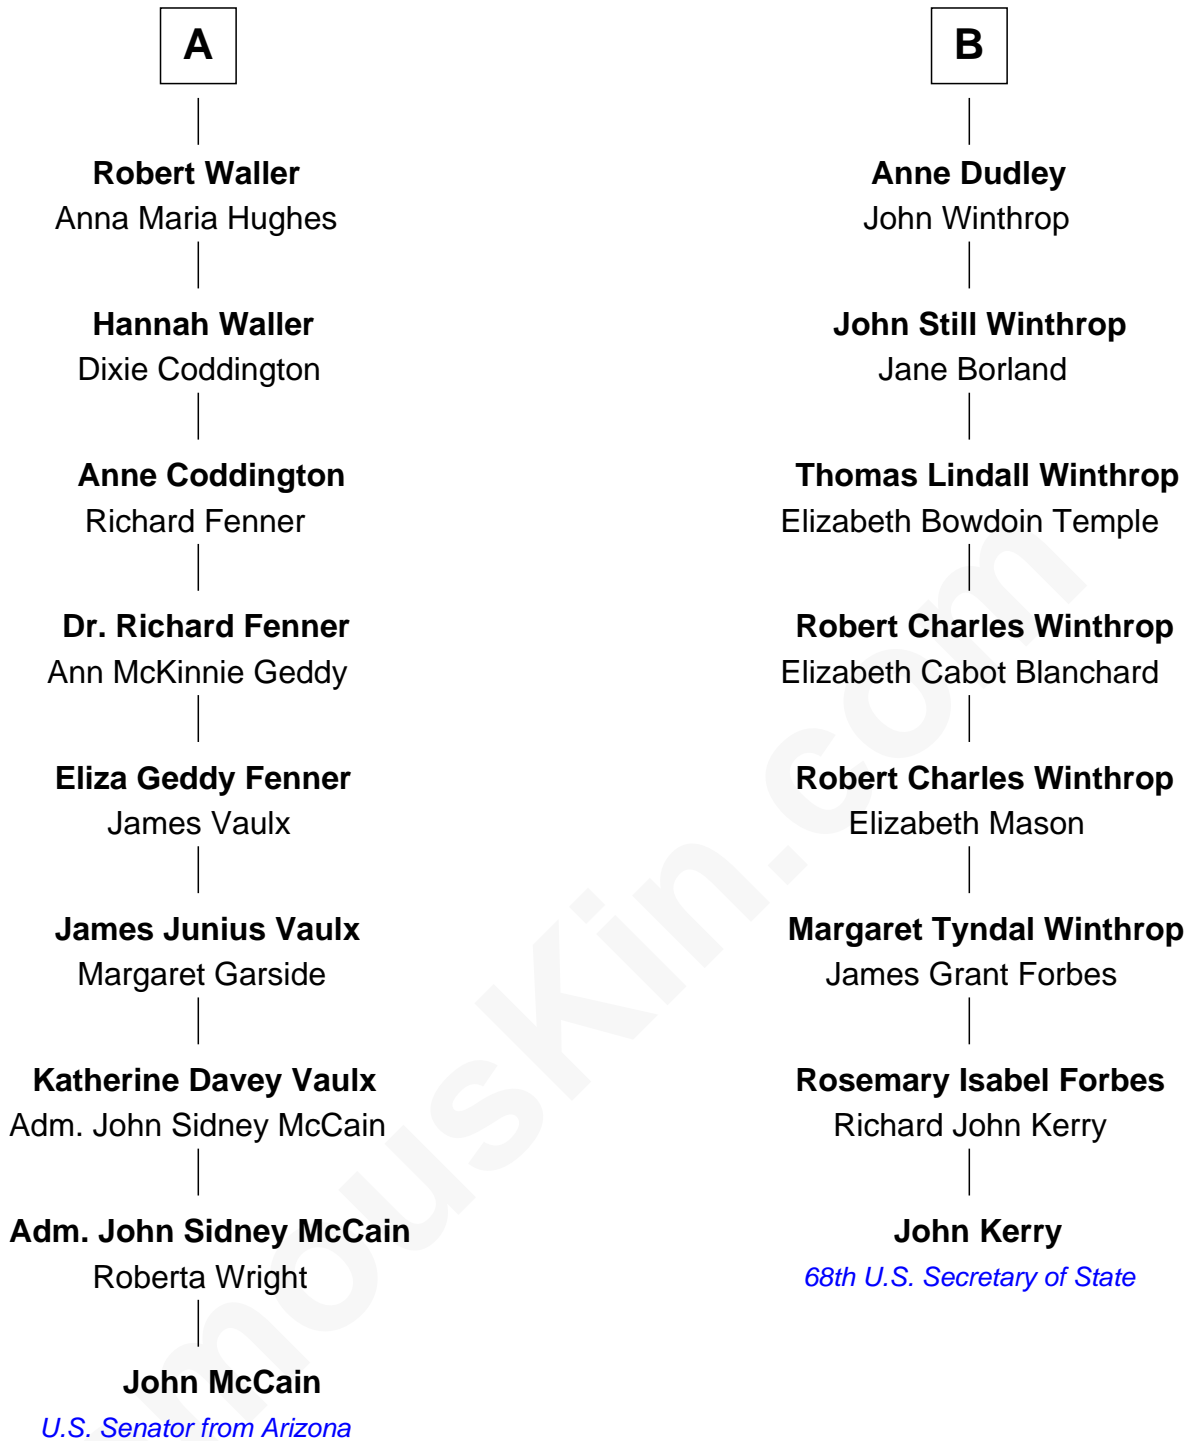 A
Robert Waller
Anna Maria Hughes
Hannah Waller
Dixie Coddington
Anne Coddington
Richard Fenner
Dr. Richard Fenner
Ann McKinnie Geddy
Eliza Geddy Fenner
James Vaulx
James Junius Vaulx
Margaret Garside
Katherine Davey Vaulx
Adm. John Sidney McCain
Adm. John Sidney McCain
Roberta Wright
John McCain
U.S. Senator from Arizona
B
Anne Dudley
John Winthrop
John Still Winthrop
Jane Borland
Thomas Lindall Winthrop
Elizabeth Bowdoin Temple
Robert Charles Winthrop
Elizabeth Cabot Blanchard
Robert Charles Winthrop
Elizabeth Mason
Margaret Tyndal Winthrop
James Grant Forbes
Rosemary Isabel Forbes
Richard John Kerry
John Kerry
68th U.S. Secretary of State
mousKin.com